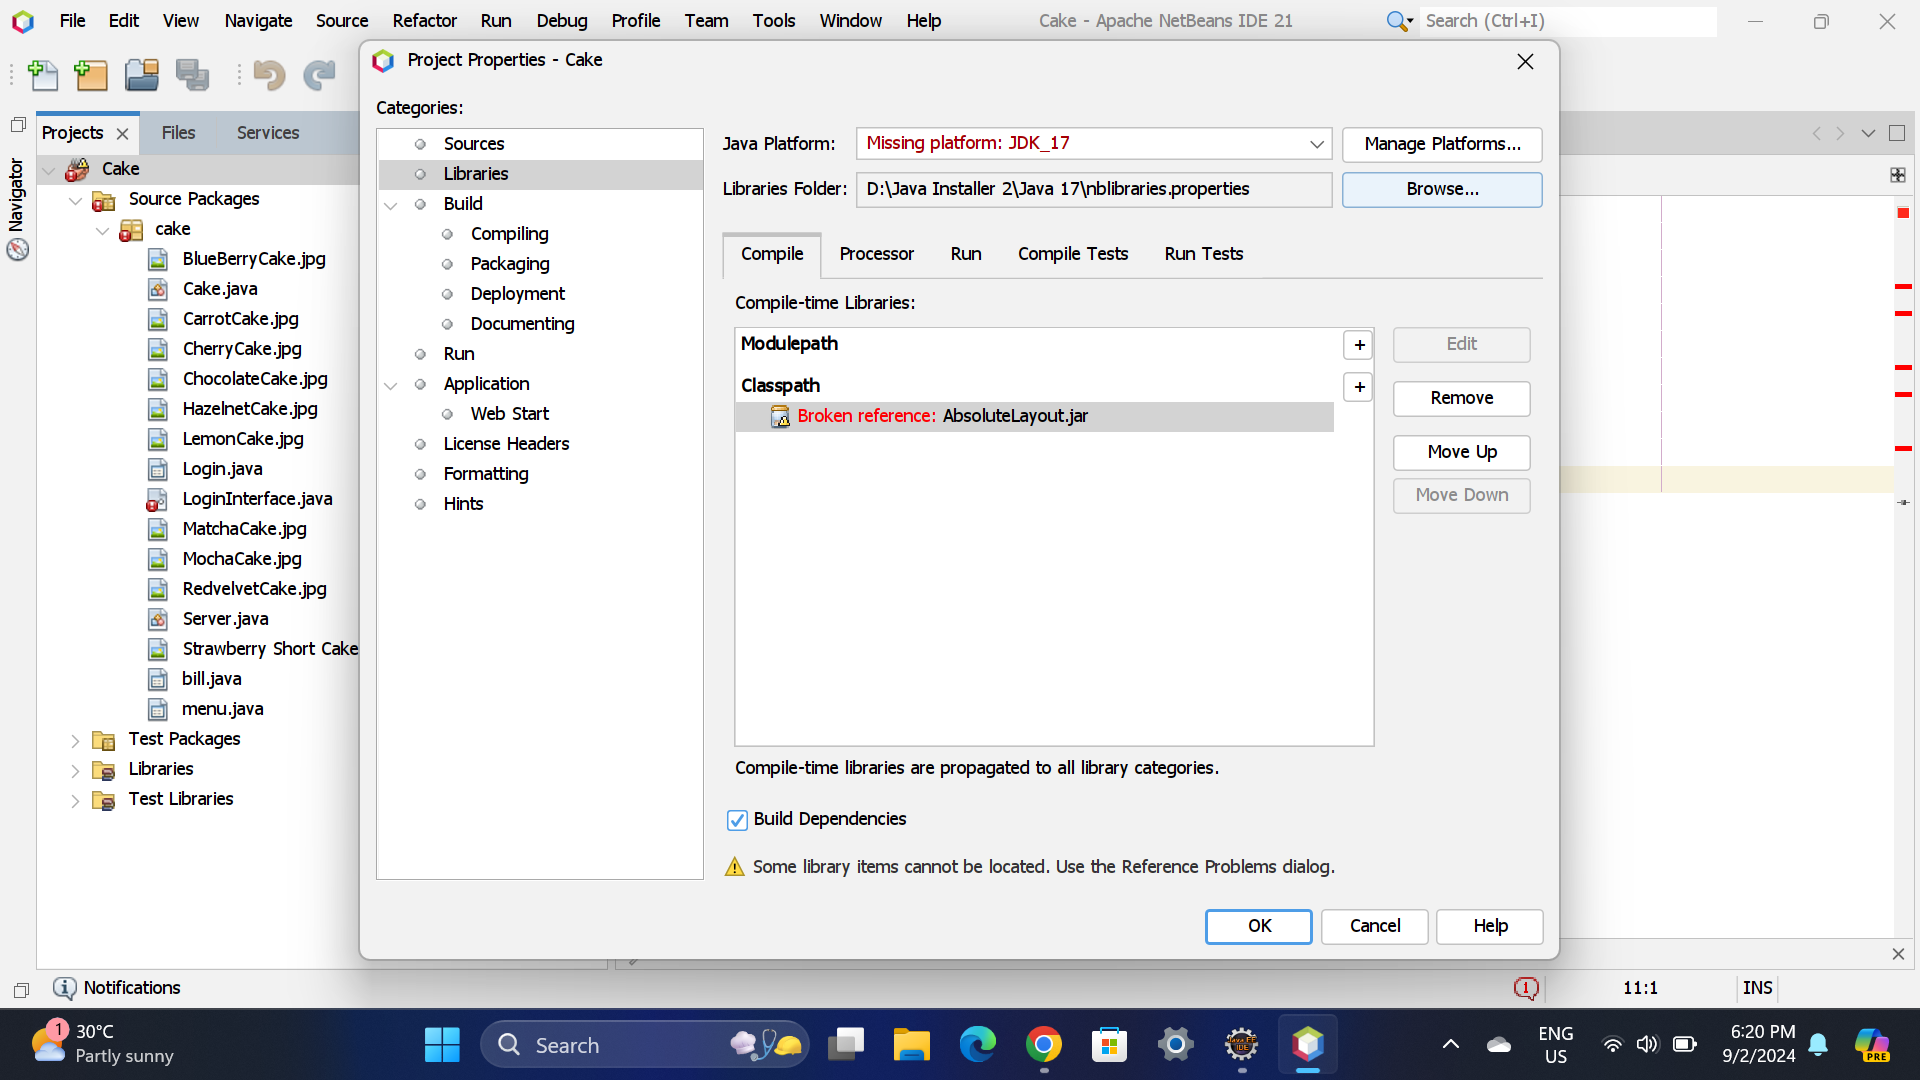 File Edit View Navigate Source Refactor Run Debug Profile Team Tools Window Help
Cake - Apache NetBeans IDE 21
Search (Ctrl+I)
Project Properties - Cake
Categories:
Sources
Libraries
Build
Compiling
Packaging
Deployment
Documenting
Run
Application
Web Start
License Headers
Formatting
Hints
Java Platform: Missing platform: JDK_17 Manage Platforms...
Libraries Folder: D:\Java Installer 2\Java 17\nblibraries.properties Browse...
Compile Processor Run Compile Tests Run Tests
Compile-time Libraries:
Modulepath +
Classpath +
Broken reference: AbsoluteLayout.jar
Edit
Remove
Move Up
Move Down
Compile-time libraries are propagated to all library categories.
Build Dependencies
Some library items cannot be located. Use the Reference Problems dialog.
OK Cancel Help
Projects Files Services
Navigator
Cake
Source Packages
cake
BlueBerryCake.jpg
Cake.java
CarrotCake.jpg
CherryCake.jpg
ChocolateCake.jpg
HazelnetCake.jpg
LemonCake.jpg
Login.java
LoginInterface.java
MatchaCake.jpg
MochaCake.jpg
RedvelvetCake.jpg
Server.java
Strawberry Short Cake
bill.java
menu.java
Test Packages
Libraries
Test Libraries
Notifications
11:1 INS
1
30°C
Partly sunny
Search
Java EE
IDE
ENG
US
6:20 PM
9/2/2024
PRE